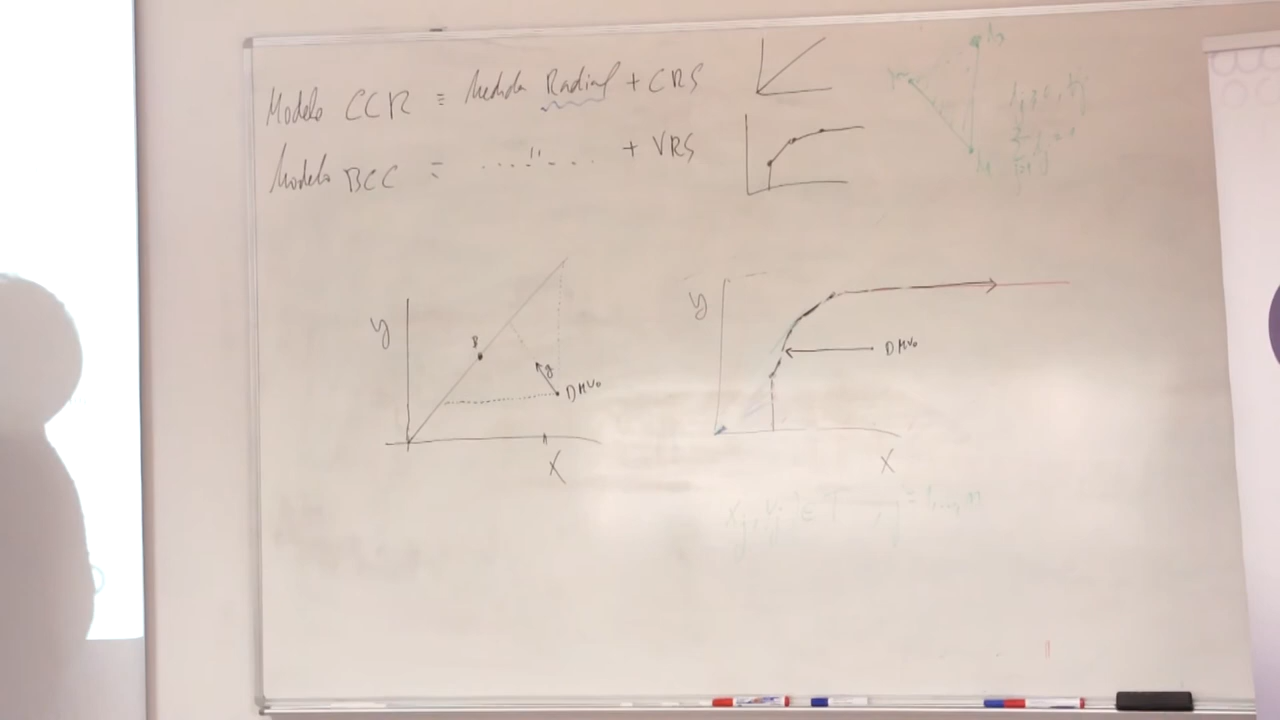 Modelo CCR = Medida Radial + CRS
Modelo BCC = ....".... + VRS
y
B
g
DMU₀
X
y
DMU₀
X